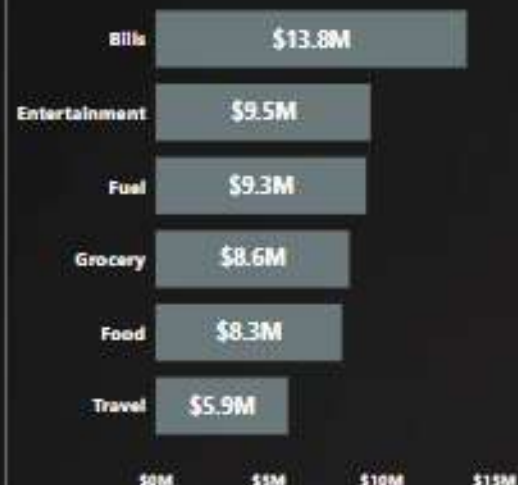 Bills $13.8M
Entertainment $9.5M
Fuel $9.3M
Grocery $8.6M
Food $8.3M
Travel $5.9M
$0M $5M $10M $15M